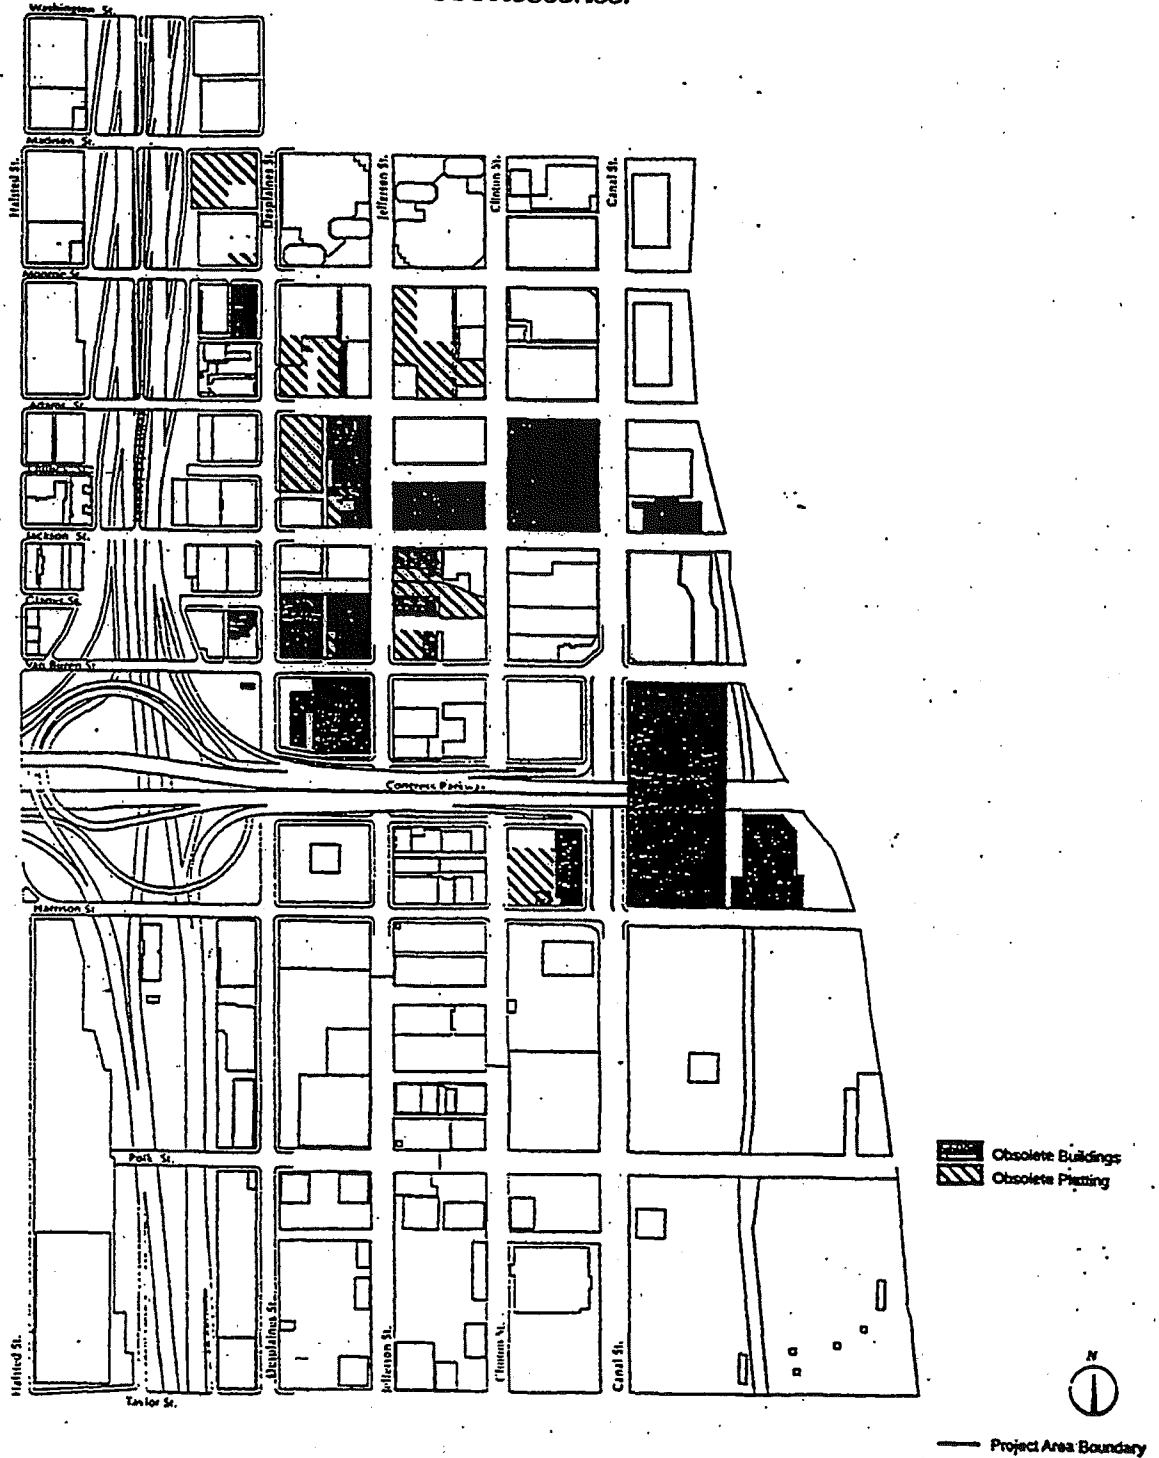 Washington St.
Madison St.
Halsted St.
Desplaines St.
Jefferson St.
Clinton St.
Canal St.
Monroe St.
Adams St.
Jackson St.
Van Buren St.
Congress Parkway
Harrison St.
Obsolete Buildings
Obsolete Platting
Polk St.
Halsted St.
Desplaines St.
Jefferson St.
Clinton St.
Canal St.
Taylor St.
N
Project Area Boundary